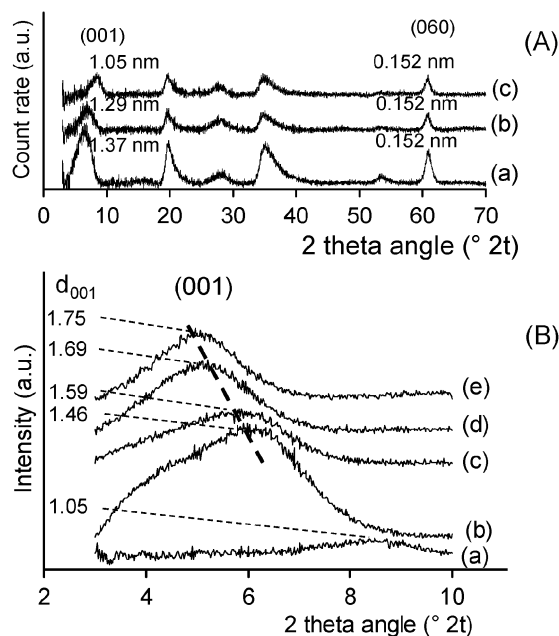 (001)
(060)
(A)
1.05 nm
0.152 nm
(c)
1.29 nm
0.152 nm
(b)
1.37 nm
0.152 nm
(a)
Count rate (a.u.)
0 10 20 30 40 50 60 70
2 theta angle (° 2t)
d001
(001)
(B)
1.75
1.69
1.59
1.46
1.05
(e)
(d)
(c)
(b)
(a)
Intensity (a.u.)
2 4 6 8 10
2 theta angle (° 2t)